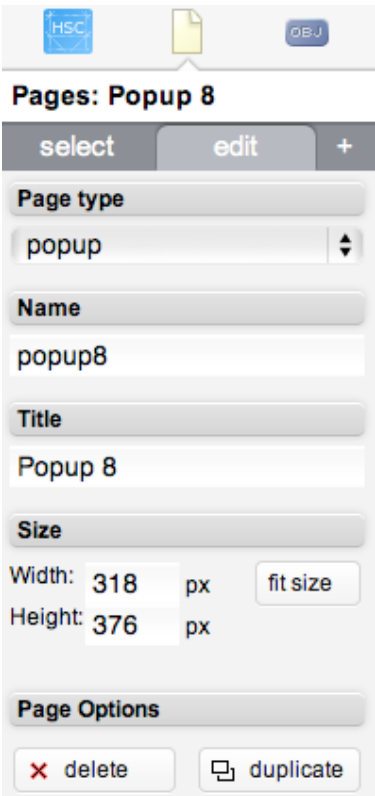 HSC OBJ
Pages: Popup 8
select edit +
Page type
popup
Name
popup8
Title
Popup 8
Size
Width: 318 px fit size
Height: 376 px
Page Options
delete duplicate